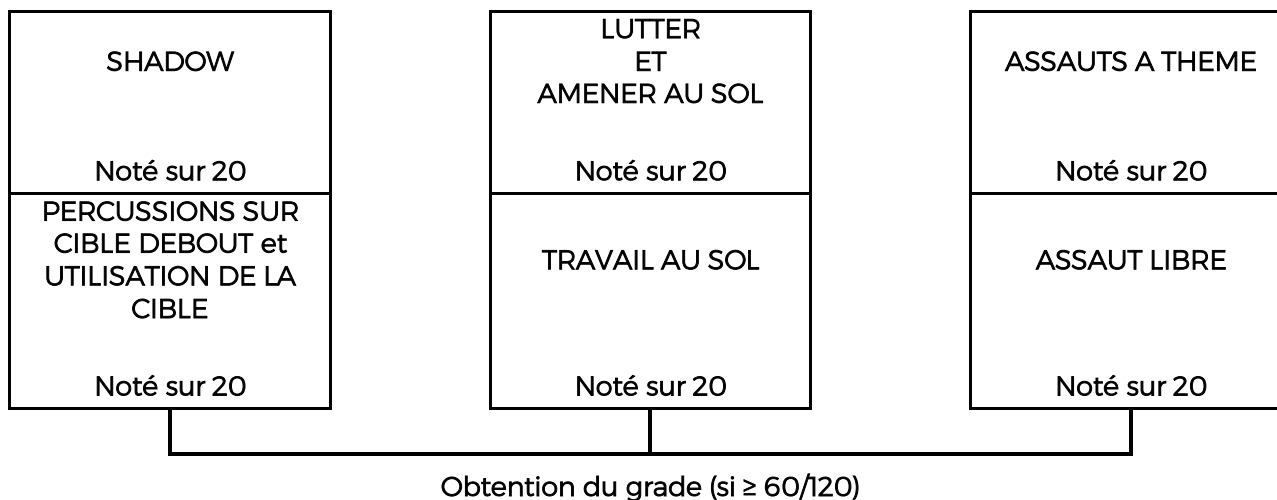 SHADOW
Noté sur 20
PERCUSSIONS SUR
CIBLE DEBOUT et
UTILISATION DE LA
CIBLE
Noté sur 20
LUTTER
ET
AMENER AU SOL
Noté sur 20
TRAVAIL AU SOL
Noté sur 20
ASSAUTS A THEME
Noté sur 20
ASSAUT LIBRE
Noté sur 20
Obtention du grade (si ≥ 60/120)